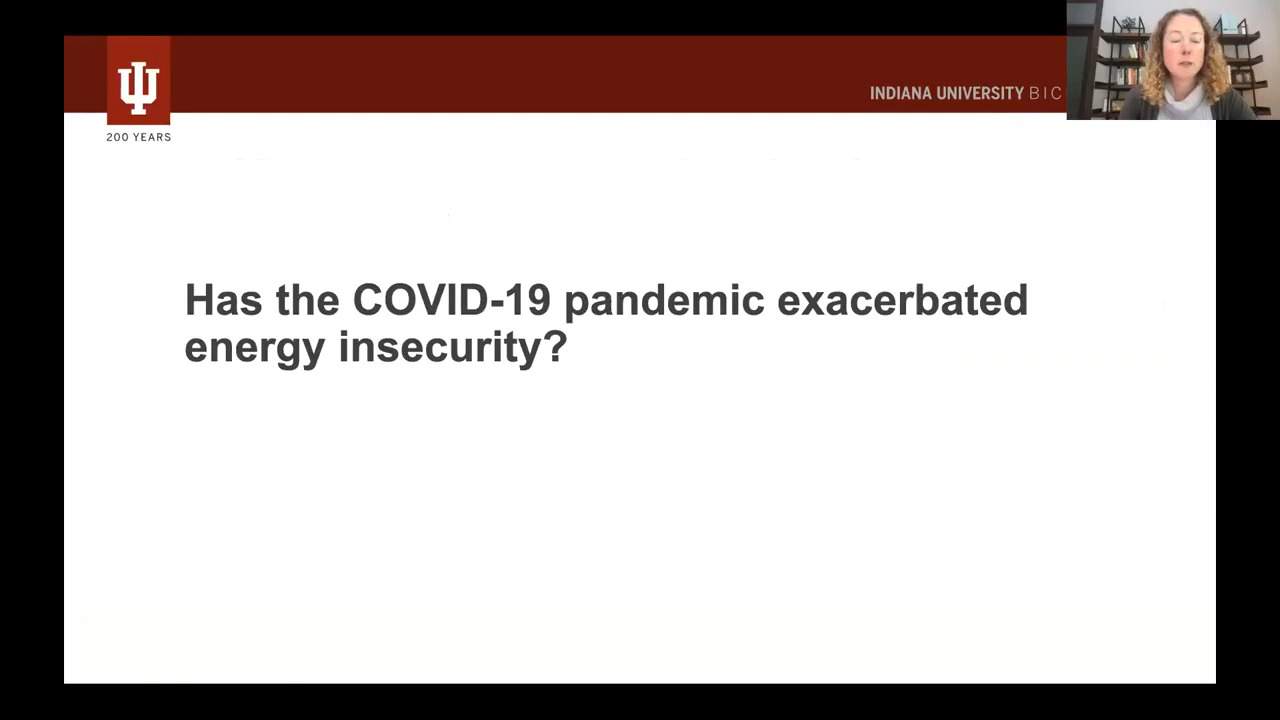 INDIANA UNIVERSITY BIC
200 YEARS
Has the COVID-19 pandemic exacerbated
energy insecurity?